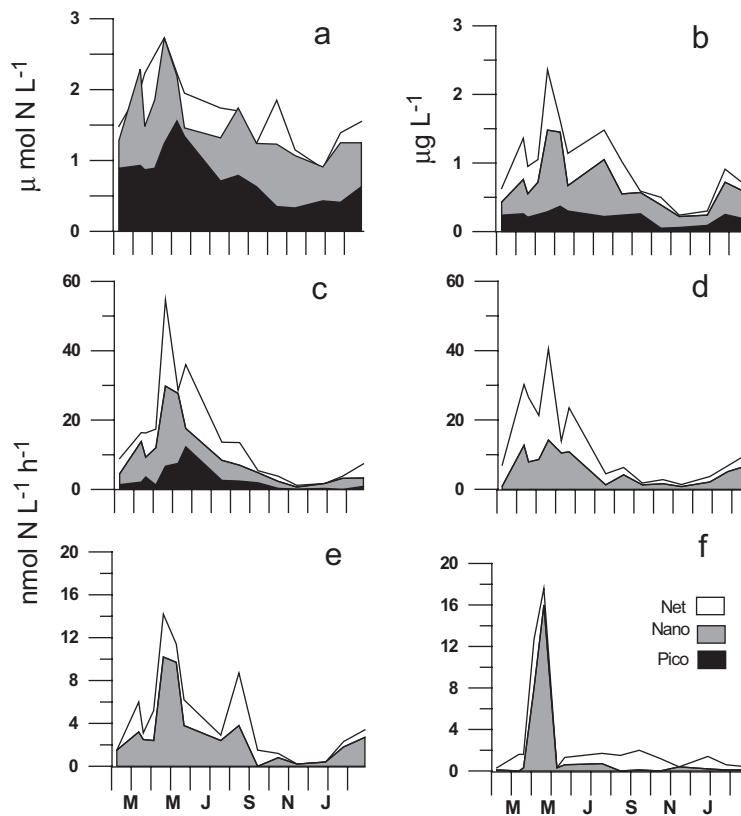 3 a 3 b
2 2
1 1
0 0
μ mol N L-1 μg L-1
60 c 60 d
40 40
20 20
0 0
nmol N L-1 h-1
20 e 20 f
16 16
12 12
8 8
4 4
0 0
Net
Nano
Pico
M M J S N J M M J S N J